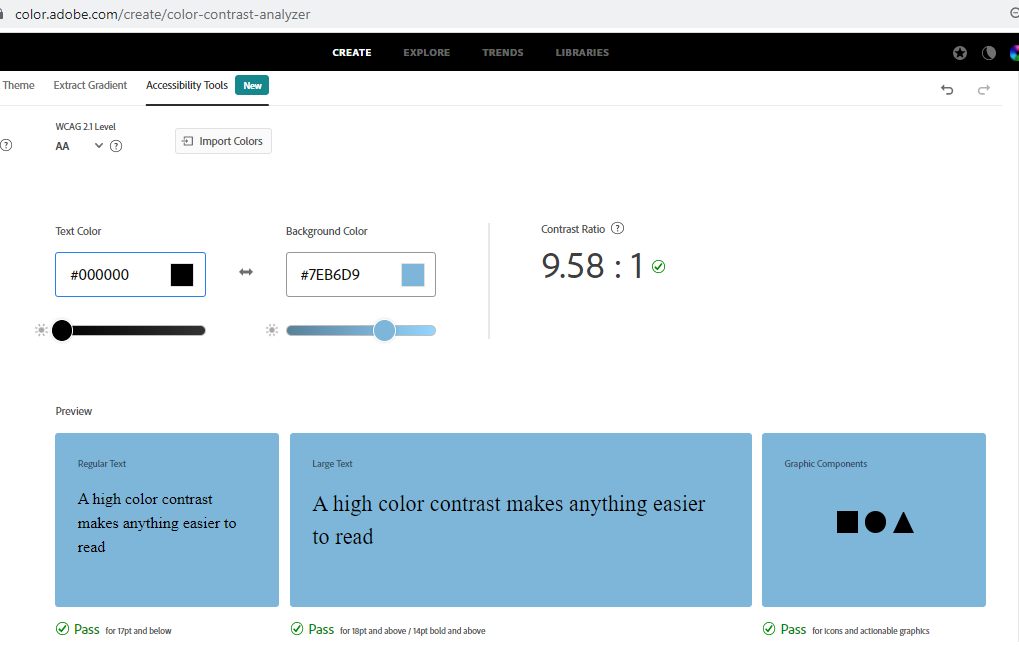 color.adobe.com/create/color-contrast-analyzer
CREATE EXPLORE TRENDS LIBRARIES
Theme Extract Gradient Accessibility Tools New
WCAG 2.1 Level
AA
Import Colors
Text Color
#000000
Background Color
#7EB6D9
Contrast Ratio
9.58 : 1
Preview
Regular Text
A high color contrast
makes anything easier to
read
Large Text
A high color contrast makes anything easier
to read
Graphic Components
Pass for 17pt and below
Pass for 18pt and above / 14pt bold and above
Pass for icons and actionable graphics